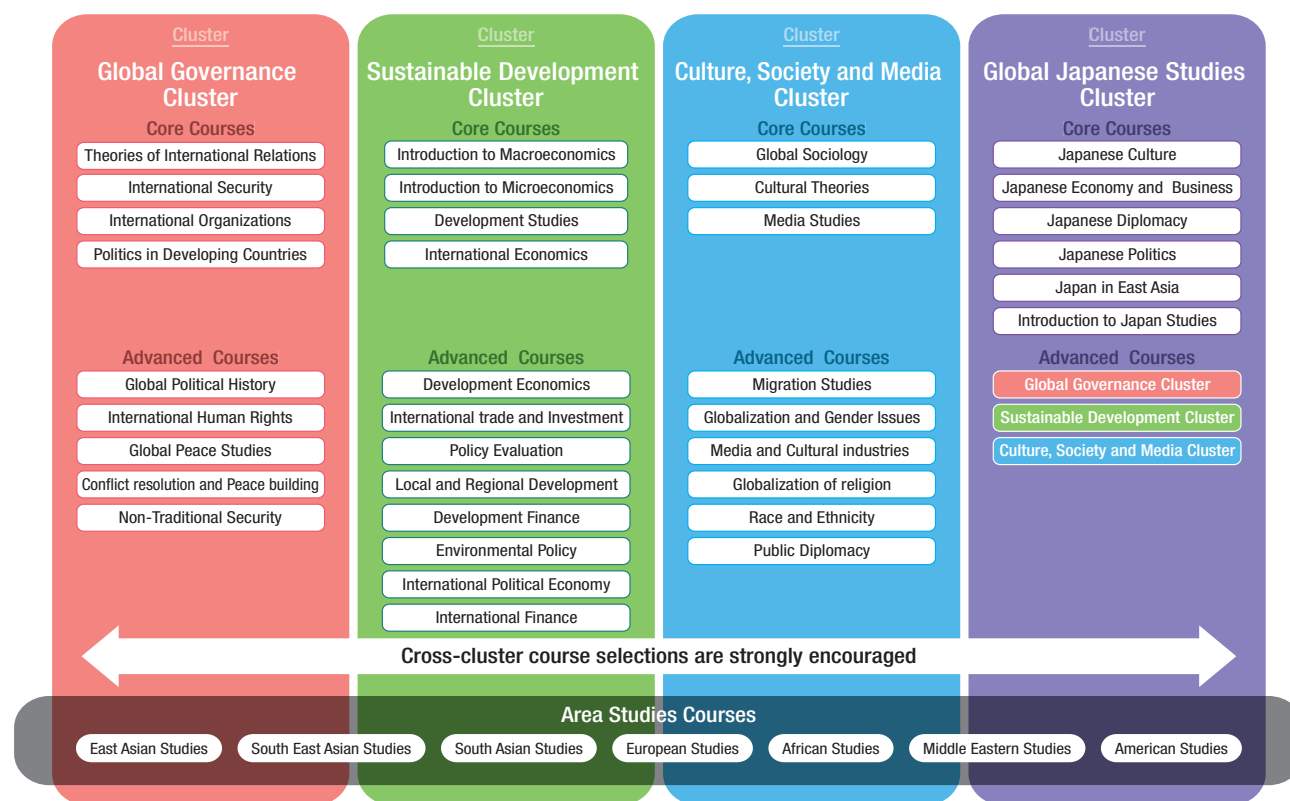 Cluster
Global Governance
Cluster
Core Courses
Theories of International Relations
International Security
International Organizations
Politics in Developing Countries
Advanced Courses
Global Political History
International Human Rights
Global Peace Studies
Conflict resolution and Peace building
Non-Traditional Security
Cluster
Sustainable Development
Cluster
Core Courses
Introduction to Macroeconomics
Introduction to Microeconomics
Development Studies
International Economics
Advanced Courses
Development Economics
International trade and Investment
Policy Evaluation
Local and Regional Development
Development Finance
Environmental Policy
International Political Economy
International Finance
Cluster
Culture, Society and Media
Cluster
Core Courses
Global Sociology
Cultural Theories
Media Studies
Advanced Courses
Migration Studies
Globalization and Gender Issues
Media and Cultural industries
Globalization of religion
Race and Ethnicity
Public Diplomacy
Cluster
Global Japanese Studies
Cluster
Core Courses
Japanese Culture
Japanese Economy and Business
Japanese Diplomacy
Japanese Politics
Japan in East Asia
Introduction to Japan Studies
Advanced Courses
Global Governance Cluster
Sustainable Development Cluster
Culture, Society and Media Cluster
Cross-cluster course selections are strongly encouraged
Area Studies Courses
East Asian Studies
South East Asian Studies
South Asian Studies
European Studies
African Studies
Middle Eastern Studies
American Studies